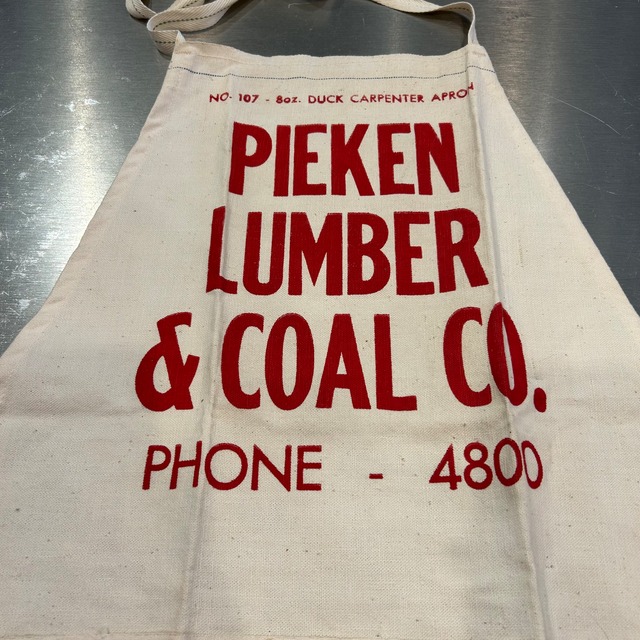 NO- 107 - 8oz. DUCK CARPENTER APRON
PIEKEN
LUMBER
& COAL CO.
PHONE - 4800